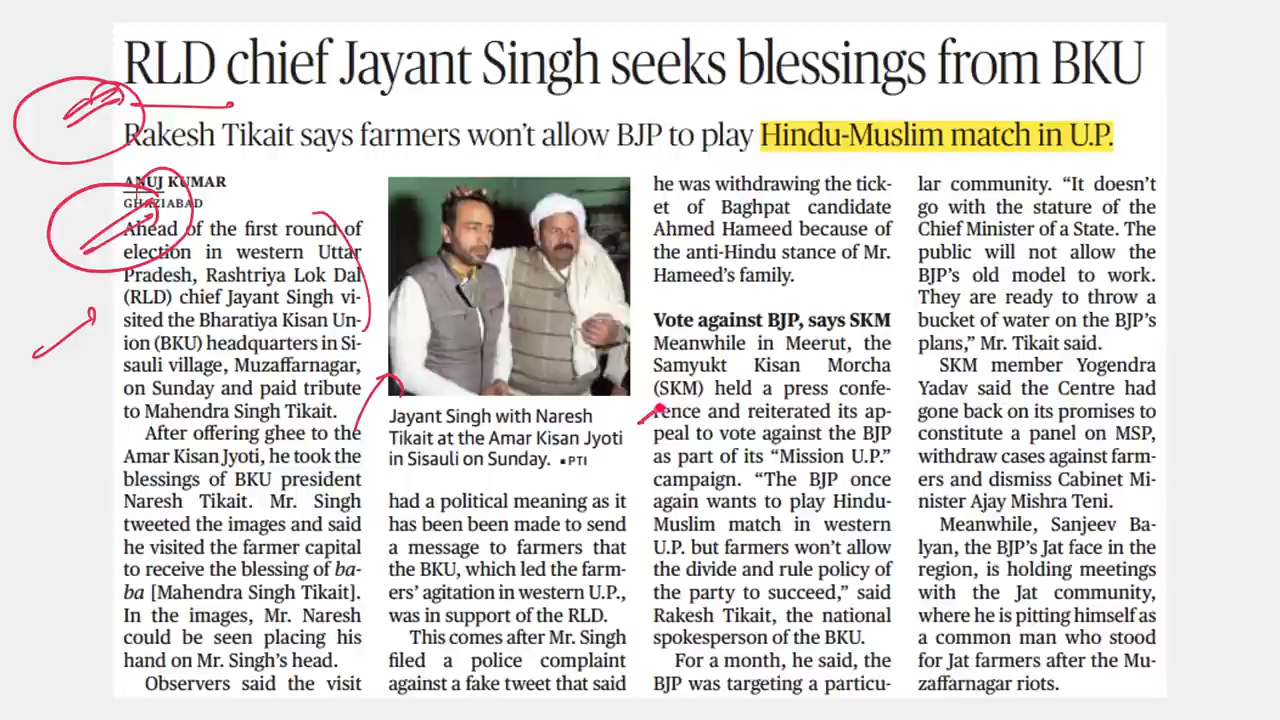 RLD chief Jayant Singh seeks blessings from BKU
Rakesh Tikait says farmers won't allow BJP to play Hindu-Muslim match in U.P.
ANUJ KUMAR
GHAZIABAD
Ahead of the first round of
election in western Uttar
Pradesh, Rashtriya Lok Dal
(RLD) chief Jayant Singh vi-
sited the Bharatiya Kisan Un-
ion (BKU) headquarters in Si-
sauli village, Muzaffarnagar,
on Sunday and paid tribute
to Mahendra Singh Tikait.
After offering ghee to the
Amar Kisan Jyoti, he took the
blessings of BKU president
Naresh Tikait. Mr. Singh
tweeted the images and said
he visited the farmer capital
to receive the blessing of ba-
ba [Mahendra Singh Tikait].
In the images, Mr. Naresh
could be seen placing his
hand on Mr. Singh's head.
Observers said the visit
Jayant Singh with Naresh
Tikait at the Amar Kisan Jyoti
in Sisauli on Sunday. ▪PTI
had a political meaning as it
has been been made to send
a message to farmers that
the BKU, which led the farm-
ers' agitation in western U.P.,
was in support of the RLD.
This comes after Mr. Singh
filed a police complaint
against a fake tweet that said
he was withdrawing the tick-
et of Baghpat candidate
Ahmed Hameed because of
the anti-Hindu stance of Mr.
Hameed's family.
Vote against BJP, says SKM
Meanwhile in Meerut, the
Samyukt Kisan Morcha
(SKM) held a press confe-
rence and reiterated its ap-
peal to vote against the BJP
as part of its "Mission U.P."
campaign. "The BJP once
again wants to play Hindu-
Muslim match in western
U.P. but farmers won't allow
the divide and rule policy of
the party to succeed," said
Rakesh Tikait, the national
spokesperson of the BKU.
For a month, he said, the
BJP was targeting a particu-
lar community. "It doesn't
go with the stature of the
Chief Minister of a State. The
public will not allow the
BJP's old model to work.
They are ready to throw a
bucket of water on the BJP's
plans," Mr. Tikait said.
SKM member Yogendra
Yadav said the Centre had
gone back on its promises to
constitute a panel on MSP,
withdraw cases against farm-
ers and dismiss Cabinet Mi-
nister Ajay Mishra Teni.
Meanwhile, Sanjeev Ba-
lyan, the BJP's Jat face in the
region, is holding meetings
with the Jat community,
where he is pitting himself as
a common man who stood
for Jat farmers after the Mu-
zaffarnagar riots.